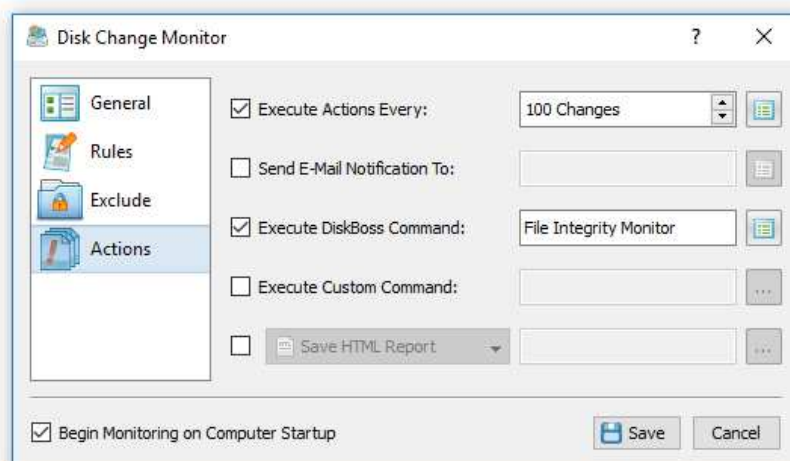 Disk Change Monitor
?
General
Rules
Exclude
Actions
Execute Actions Every:
100 Changes
Send E-Mail Notification To:
Execute DiskBoss Command:
File Integrity Monitor
Execute Custom Command:
...
Save HTML Report
...
Begin Monitoring on Computer Startup
Save
Cancel